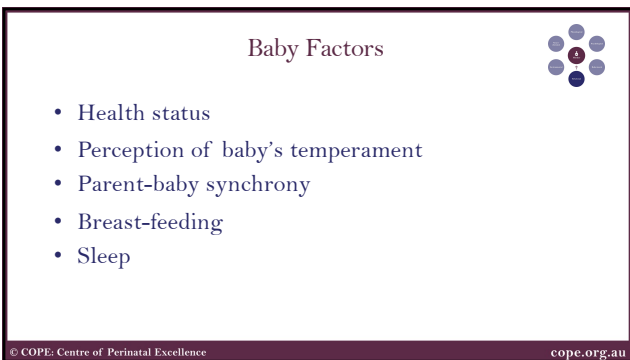 Baby Factors
• Health status
• Perception of baby's temperament
• Parent-baby synchrony
• Breast-feeding
• Sleep
© COPE: Centre of Perinatal Excellence
cope.org.au